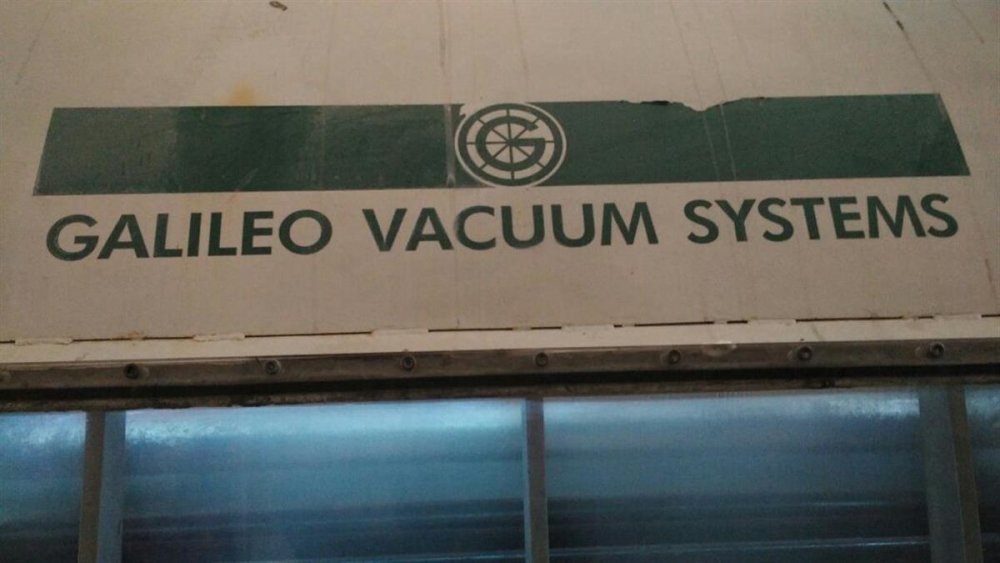 G
GALILEO VACUUM SYSTEMS